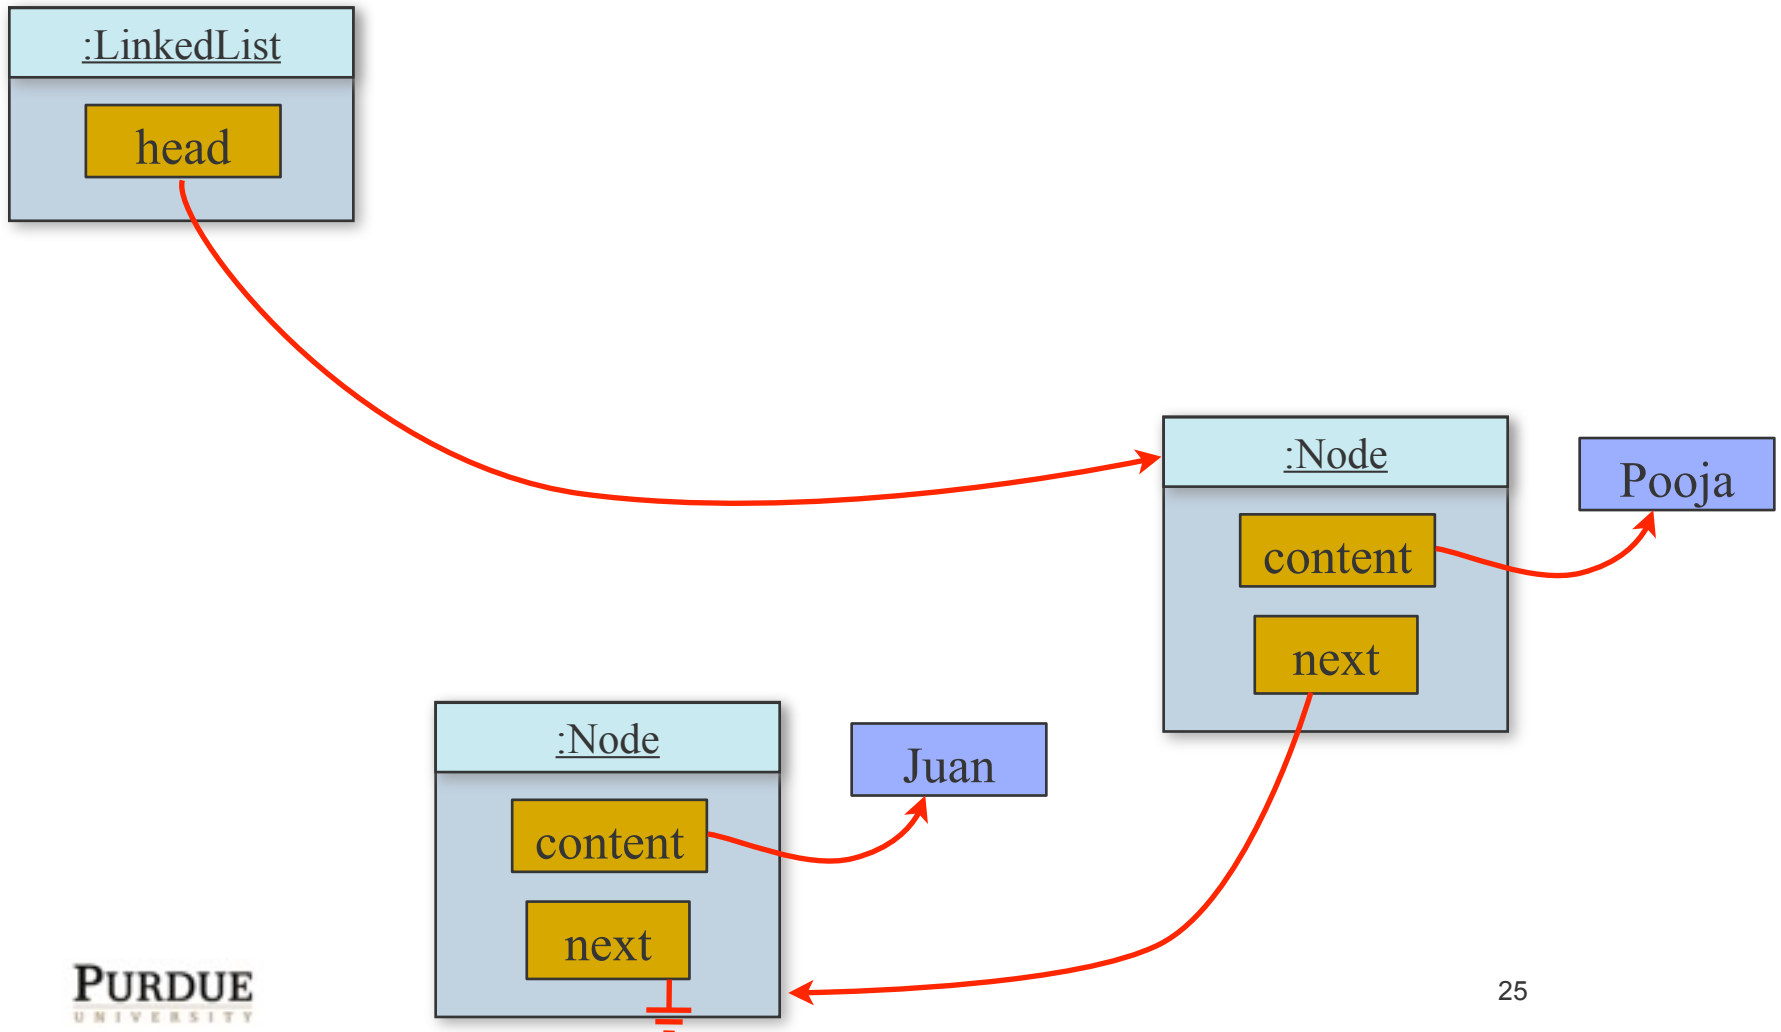 :LinkedList
head
:Node
Pooja
content
next
:Node
Juan
content
next
PURDUE
UNIVERSITY
25